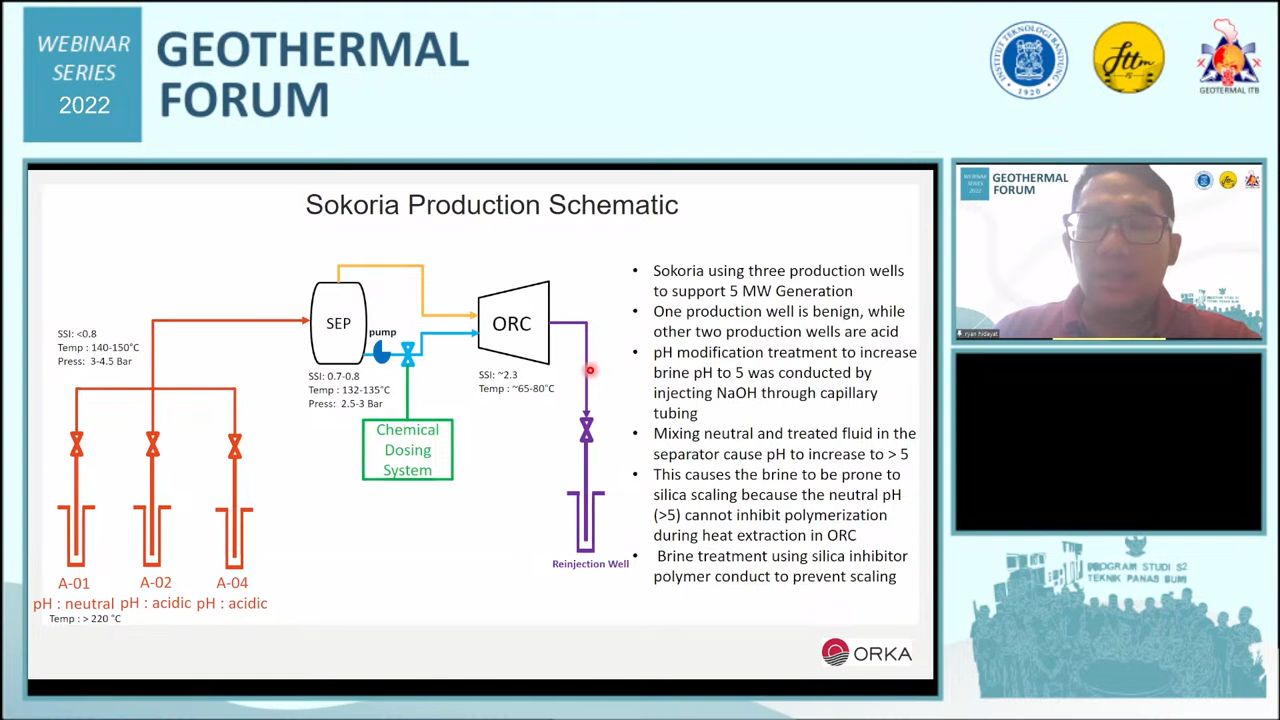 WEBINAR
SERIES
2022
GEOTHERMAL
FORUM
INSTITUT TEKNOLOGI BANDUNG
1920
fttm
GEOTERMAL ITB
Sokoria Production Schematic
SSI: <0.8
Temp : 140-150°C
Press: 3-4.5 Bar
SEP
pump
SSI: 0.7-0.8
Temp : 132-135°C
Press: 2.5-3 Bar
ORC
SSI: ~2.3
Temp : ~65-80°C
Chemical
Dosing
System
Reinjection Well
A-01
A-02
A-04
pH : neutral
pH : acidic
pH : acidic
Temp : > 220 °C
• Sokoria using three production wells
to support 5 MW Generation
• One production well is benign, while
other two production wells are acid
• pH modification treatment to increase
brine pH to 5 was conducted by
injecting NaOH through capillary
tubing
• Mixing neutral and treated fluid in the
separator cause pH to increase to > 5
• This causes the brine to be prone to
silica scaling because the neutral pH
(>5) cannot inhibit polymerization
during heat extraction in ORC
• Brine treatment using silica inhibitor
polymer conduct to prevent scaling
ORKA
WEBINAR
SERIES
2022
GEOTHERMAL
FORUM
ryan hidayat
PROGRAM STUDI S2
TEKNIK PANAS BUMI